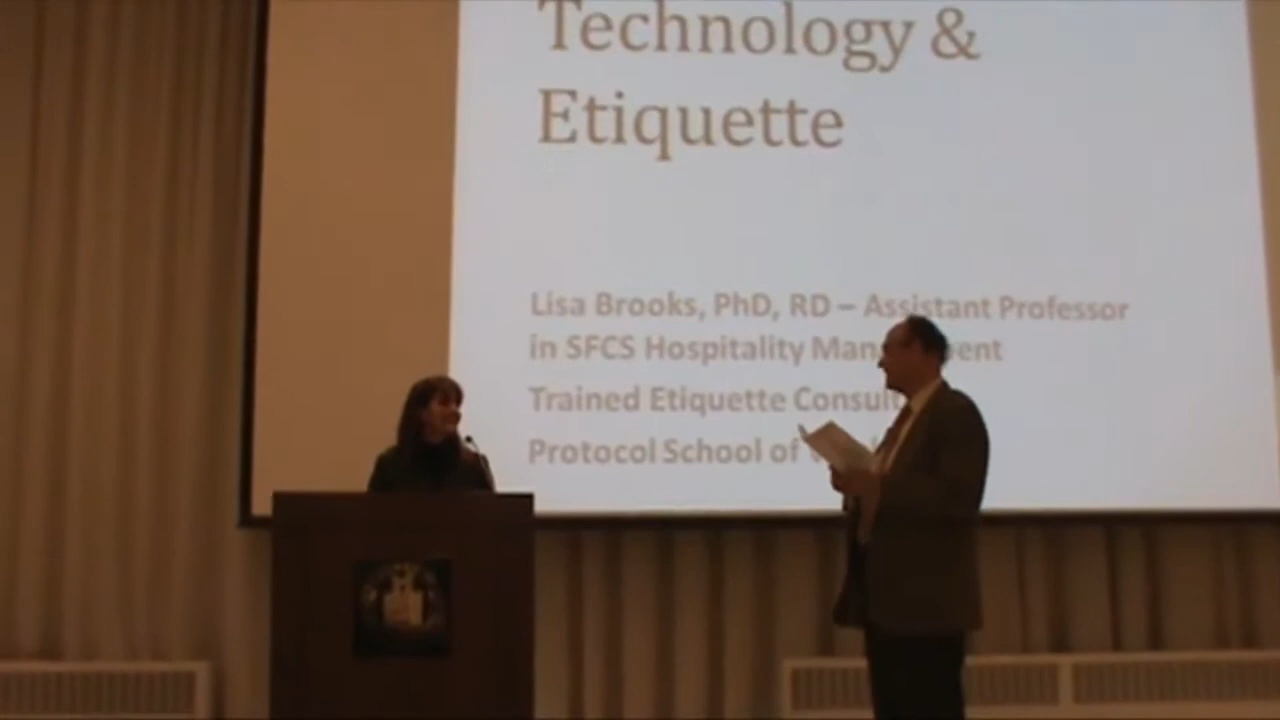 Technology &
Etiquette
Lisa Brooks, PhD, RD – Assistant Professor
in SFCS Hospitality
Trained Etiquette
Protocol School of